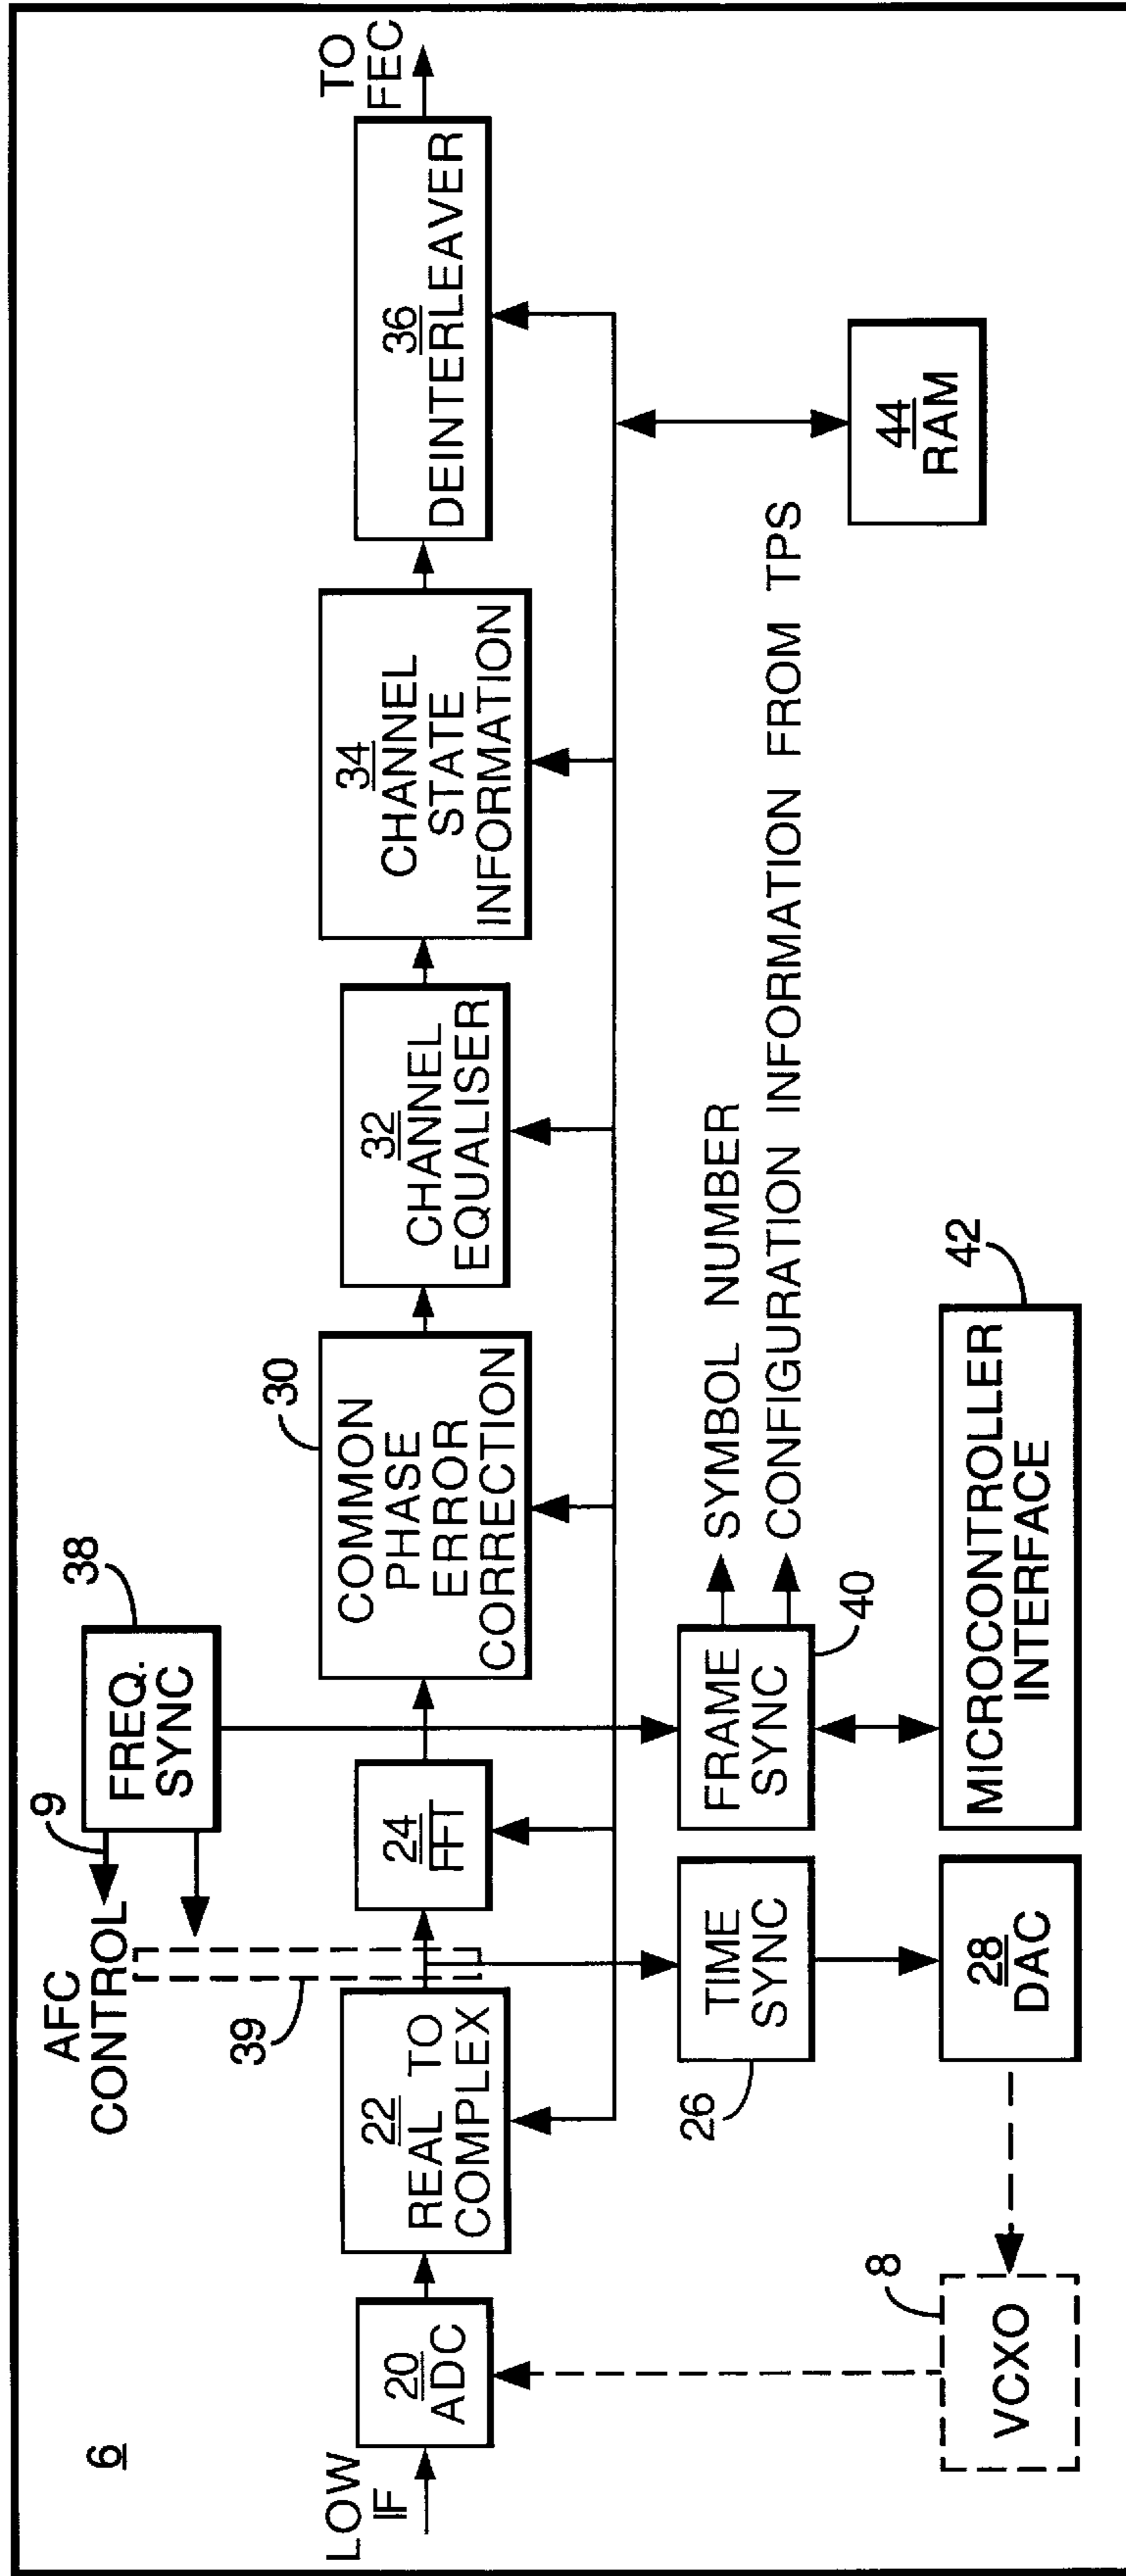 6
LOW
IF
20
ADC
22
REAL TO
COMPLEX
AFC
CONTROL
9
39
38
FREQ.
SYNC
24
FFT
30
COMMON
PHASE
ERROR
CORRECTION
32
CHANNEL
EQUALISER
34
CHANNEL
STATE
INFORMATION
36
DEINTERLEAVER
TO
FEC
26
TIME
SYNC
FRAME
SYNC
40
SYMBOL NUMBER
CONFIGURATION INFORMATION FROM TPS
44
RAM
8
VCXO
28
DAC
MICROCONTROLLER
INTERFACE
42